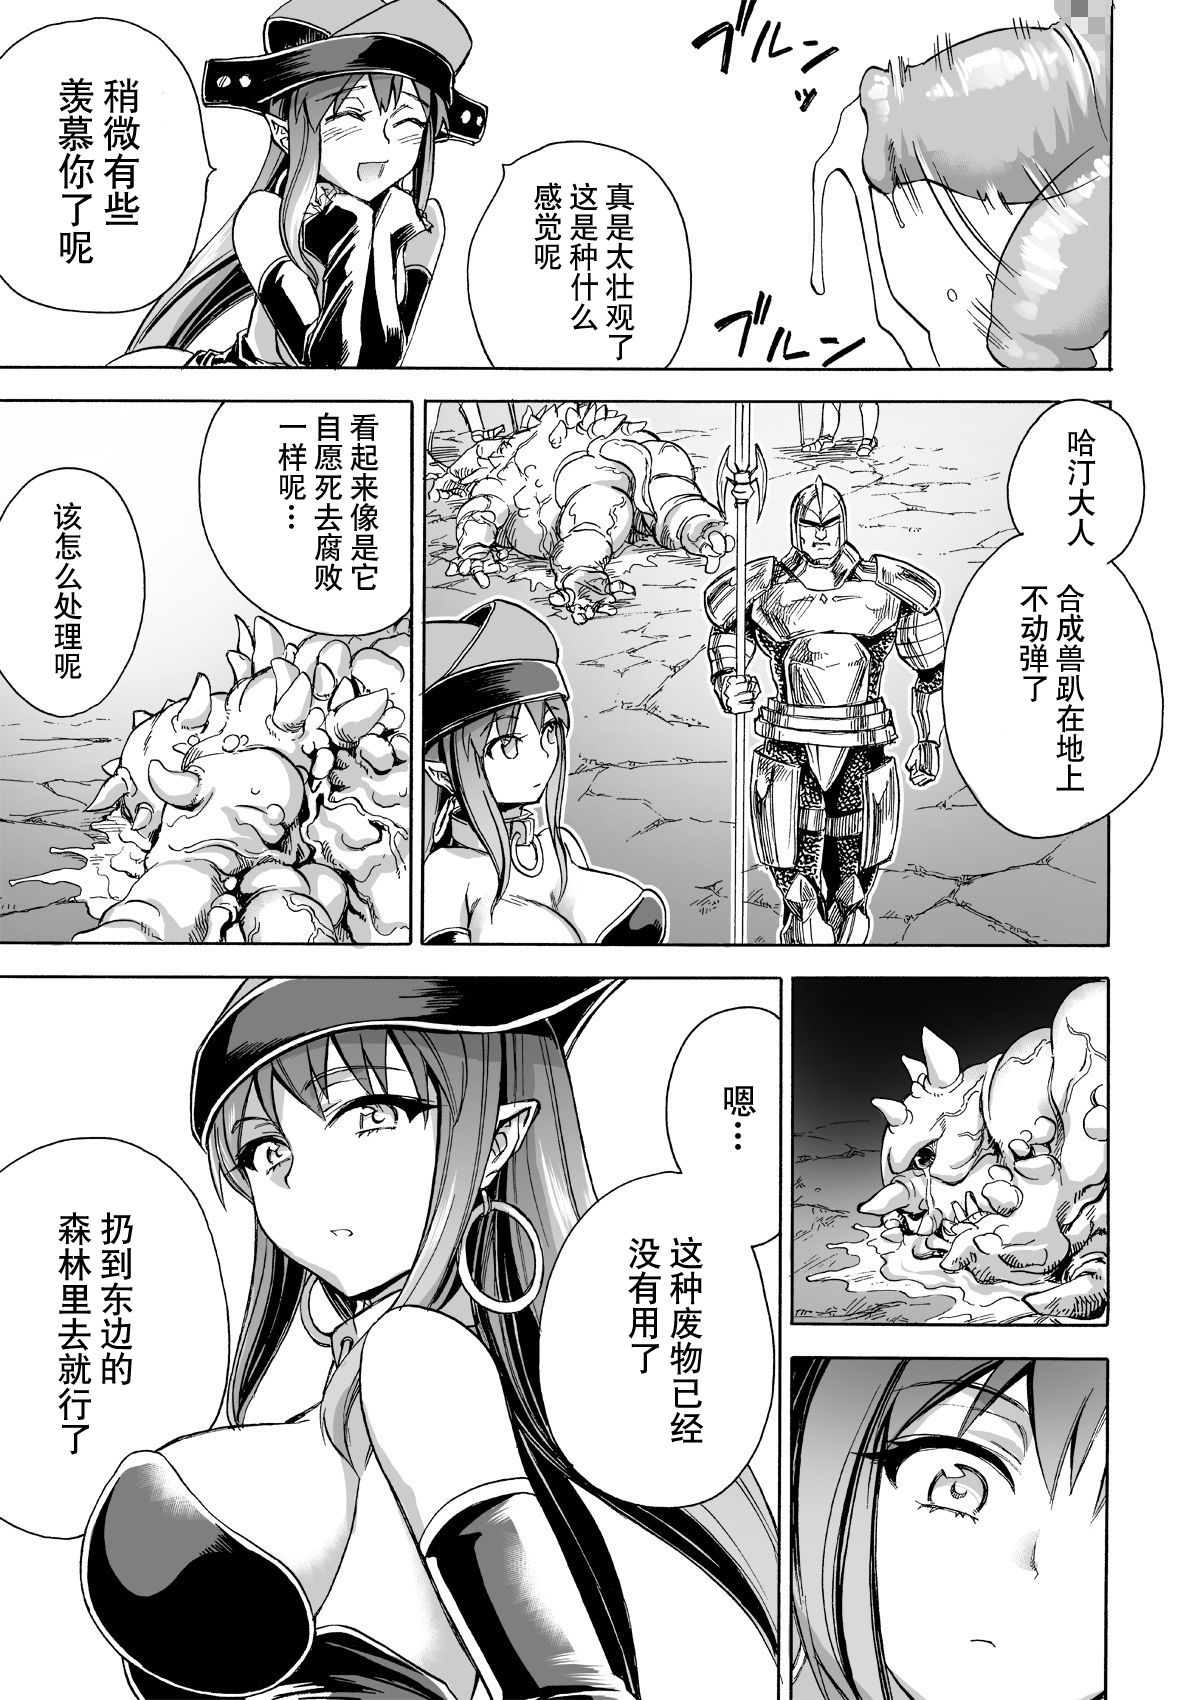 ブルン
ブルン
真是太壮观了
这是种什么
感觉呢
稍微有些
羡慕你了呢
哈汀大人
合成兽趴在地上
不动弹了
看起来像是它
自愿死去腐败
一样呢…
该怎么处理呢
嗯…
这种废物已经
没有用了
扔到东边的
森林里去就行了